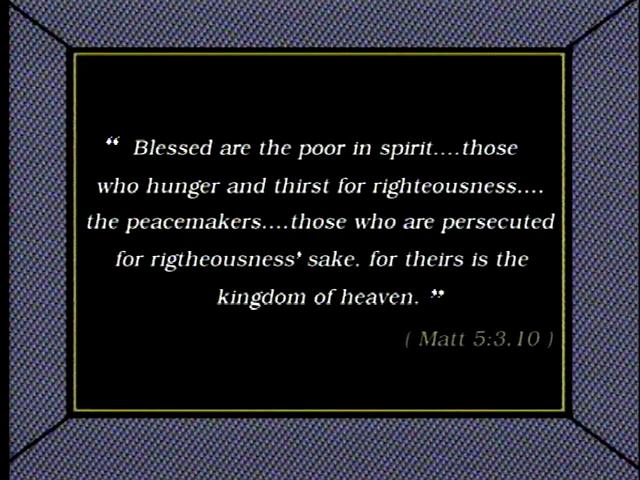 “ Blessed are the poor in spirit....those
who hunger and thirst for righteousness....
the peacemakers....those who are persecuted
for rigtheousness’ sake. for theirs is the
kingdom of heaven. ”
( Matt 5:3.10 )